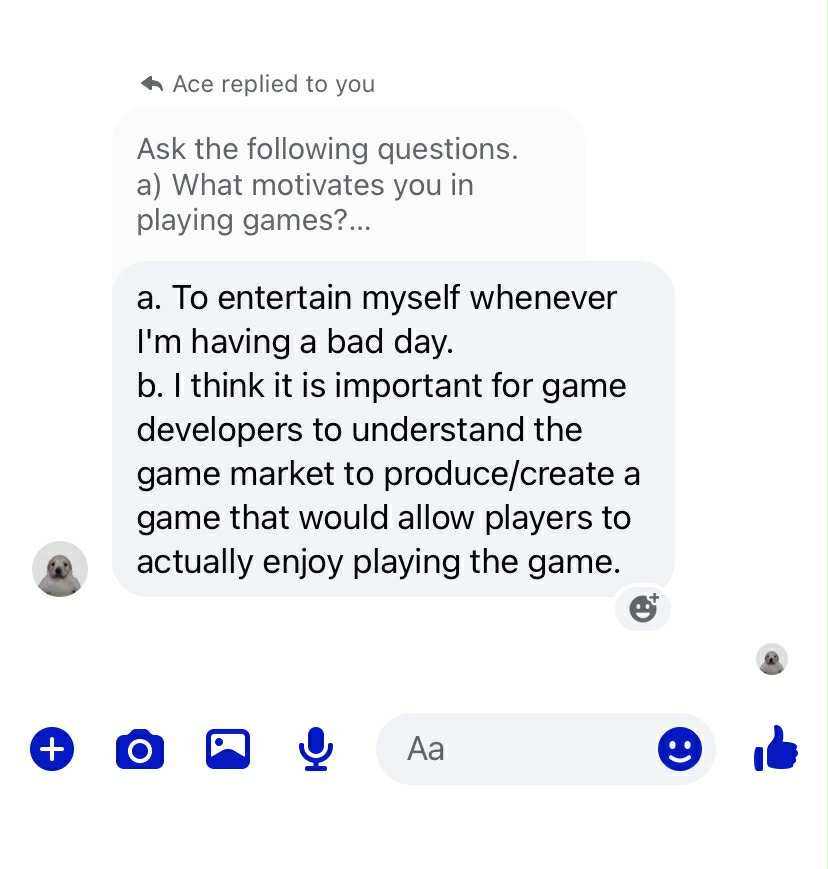 Ace replied to you
Ask the following questions.
a) What motivates you in
playing games?...
a. To entertain myself whenever
I'm having a bad day.
b. I think it is important for game
developers to understand the
game market to produce/create a
game that would allow players to
actually enjoy playing the game.
Aa